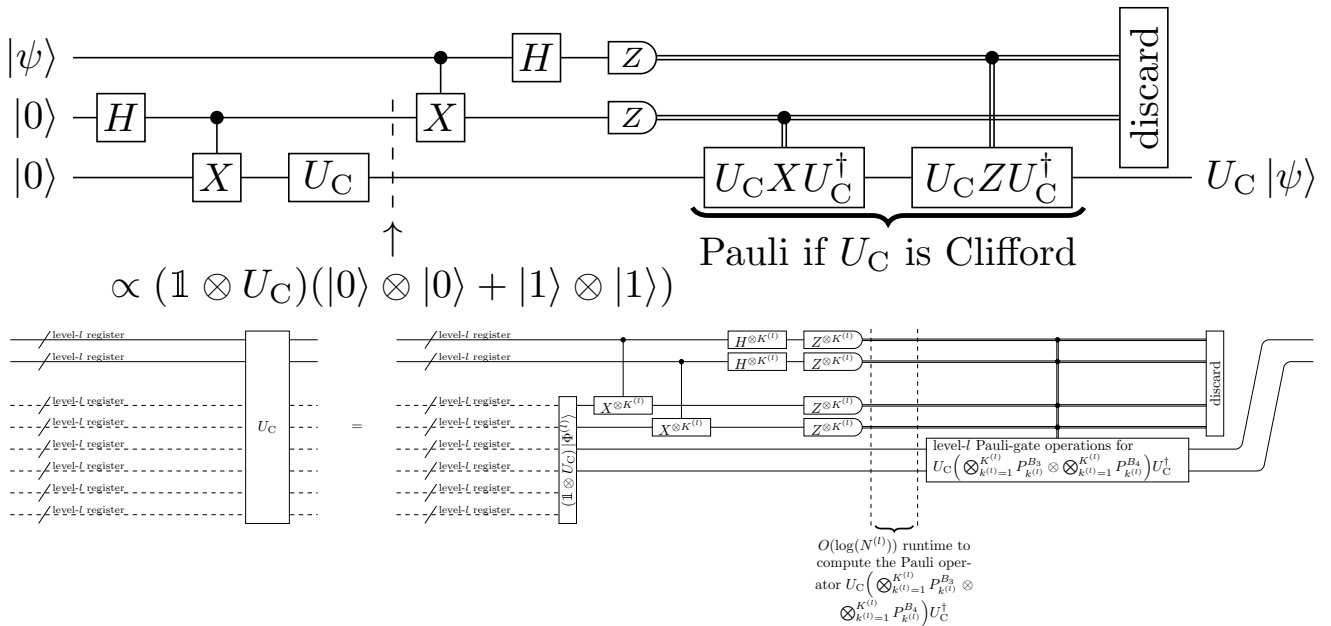 |ψ⟩ H Z
|0⟩ H X Z discard
|0⟩ X U_C U_C X U_C^† U_C Z U_C^† U_C |ψ⟩
Pauli if U_C is Clifford
∝ (𝟙 ⊗ U_C)(|0⟩ ⊗ |0⟩ + |1⟩ ⊗ |1⟩)
level-l register level-l register H^{⊗K^{(l)}} Z^{⊗K^{(l)}}
level-l register level-l register H^{⊗K^{(l)}} Z^{⊗K^{(l)}} discard
level-l register level-l register X^{⊗K^{(l)}} Z^{⊗K^{(l)}}
level-l register U_C = level-l register (𝟙 ⊗ U_C) |Φ^{(l)}⟩ X^{⊗K^{(l)}} Z^{⊗K^{(l)}}
level-l register level-l register level-l Pauli-gate operations for
level-l register level-l register U_C(⊗_{k^{(l)}=1}^{K^{(l)}} P_{k^{(l)}}^{B_3} ⊗ ⊗_{k^{(l)}=1}^{K^{(l)}} P_{k^{(l)}}^{B_4})U_C^†
level-l register level-l register
level-l register level-l register
O(log(N^{(l)})) runtime to
compute the Pauli oper-
ator U_C(⊗_{k^{(l)}=1}^{K^{(l)}} P_{k^{(l)}}^{B_3} ⊗
⊗_{k^{(l)}=1}^{K^{(l)}} P_{k^{(l)}}^{B_4})U_C^†